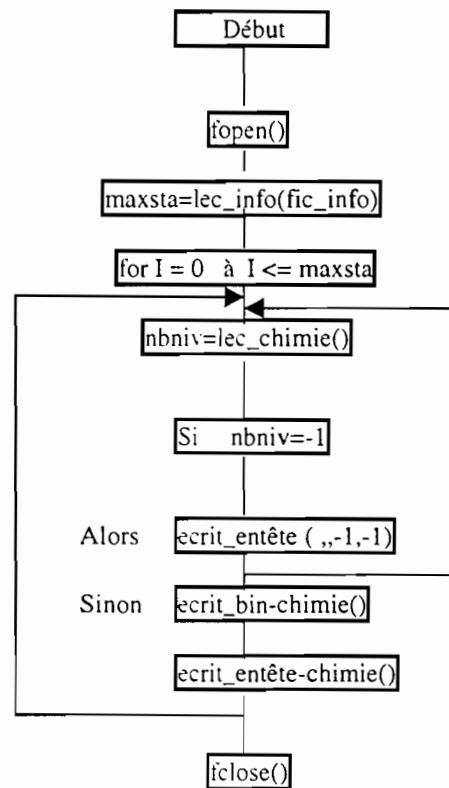 Début
fopen()
maxsta=lec_info(fic_info)
for I = 0 à I <= maxsta
nbniv=lec_chimie()
Si nbniv=-1
Alors ecrit_entête ( ,,-1,-1)
Sinon ecrit_bin-chimie()
ecrit_entête-chimie()
fclose()